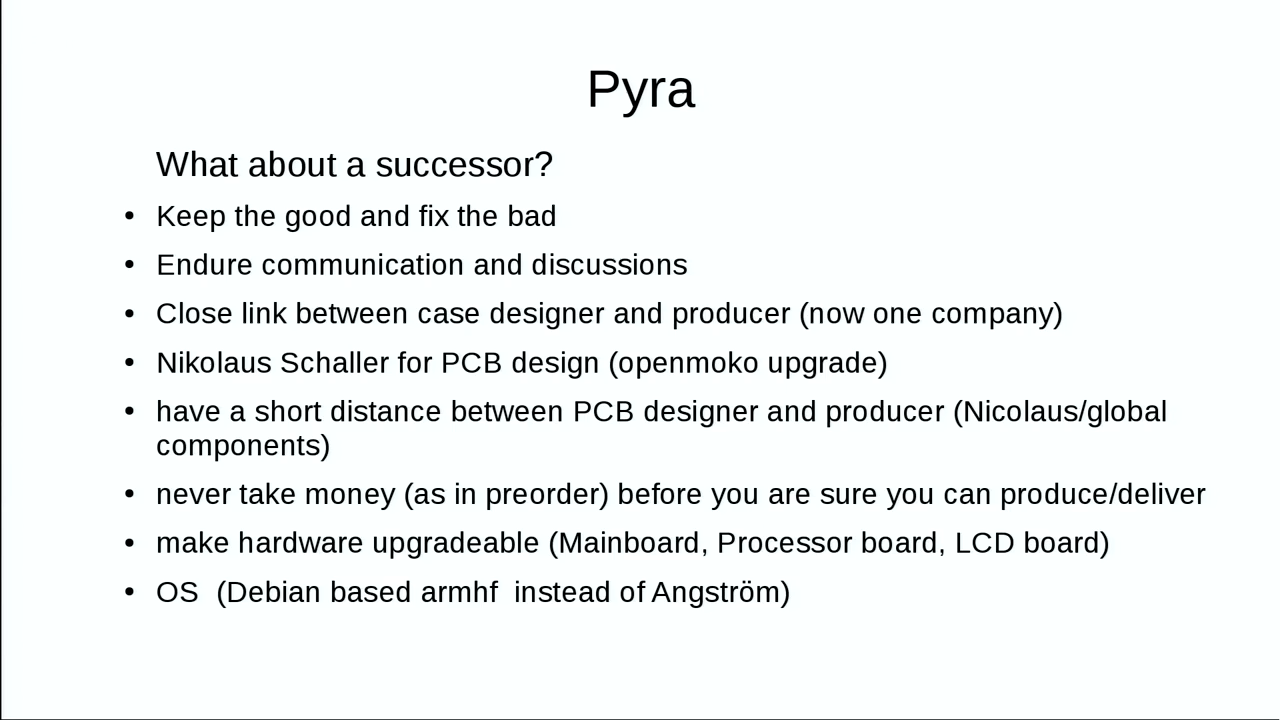 Pyra
What about a successor?
• Keep the good and fix the bad
• Endure communication and discussions
• Close link between case designer and producer (now one company)
• Nikolaus Schaller for PCB design (openmoko upgrade)
• have a short distance between PCB designer and producer (Nicolaus/global
components)
• never take money (as in preorder) before you are sure you can produce/deliver
• make hardware upgradeable (Mainboard, Processor board, LCD board)
• OS  (Debian based armhf  instead of Angström)